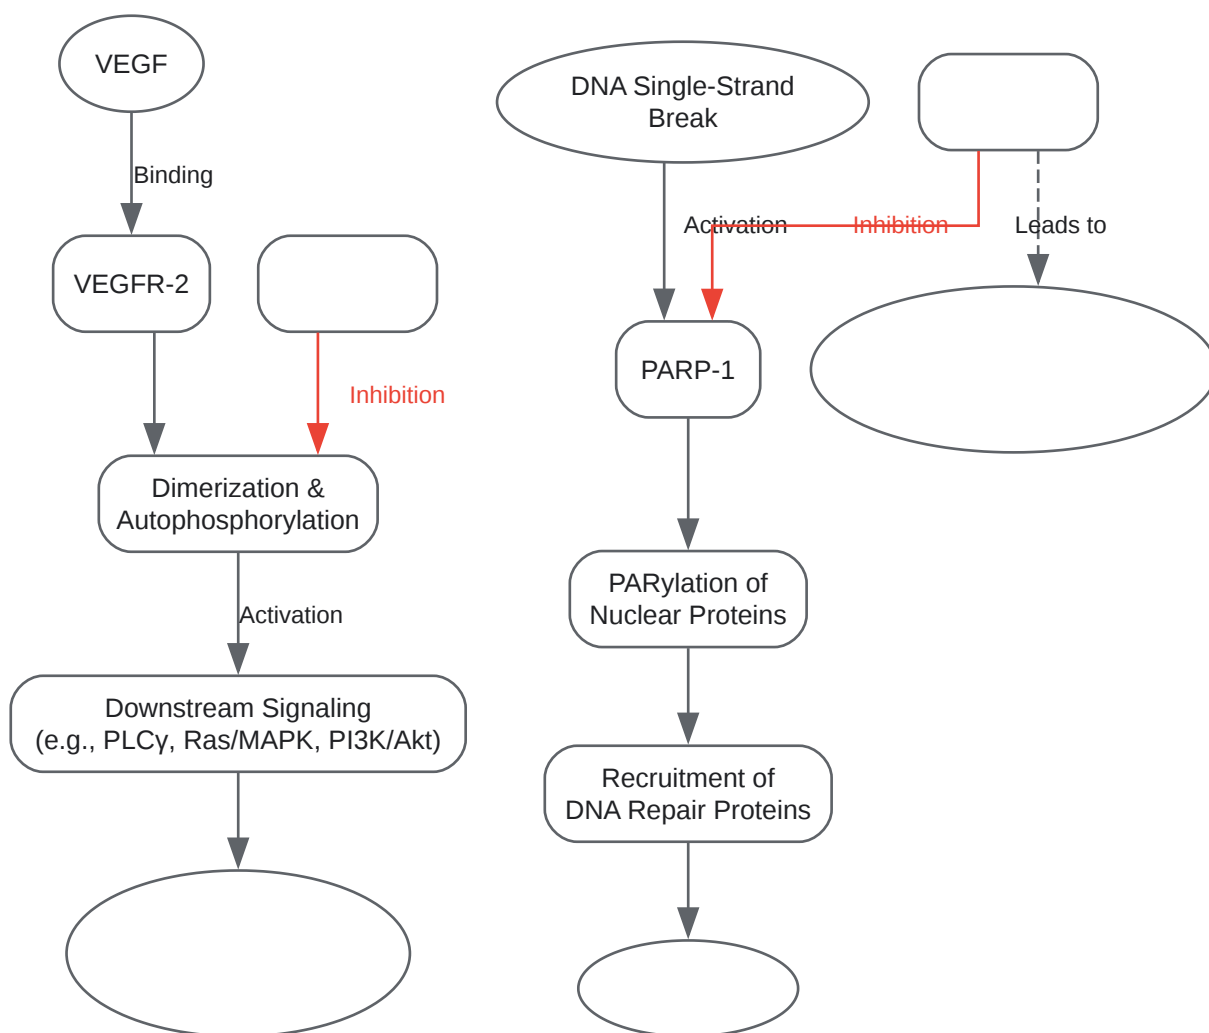 VEGF
Binding
VEGFR-2
Inhibition
Dimerization &
Autophosphorylation
Activation
Downstream Signaling
(e.g., PLCγ, Ras/MAPK, PI3K/Akt)
DNA Single-Strand
Break
Activation
Inhibition
Leads to
PARP-1
PARylation of
Nuclear Proteins
Recruitment of
DNA Repair Proteins